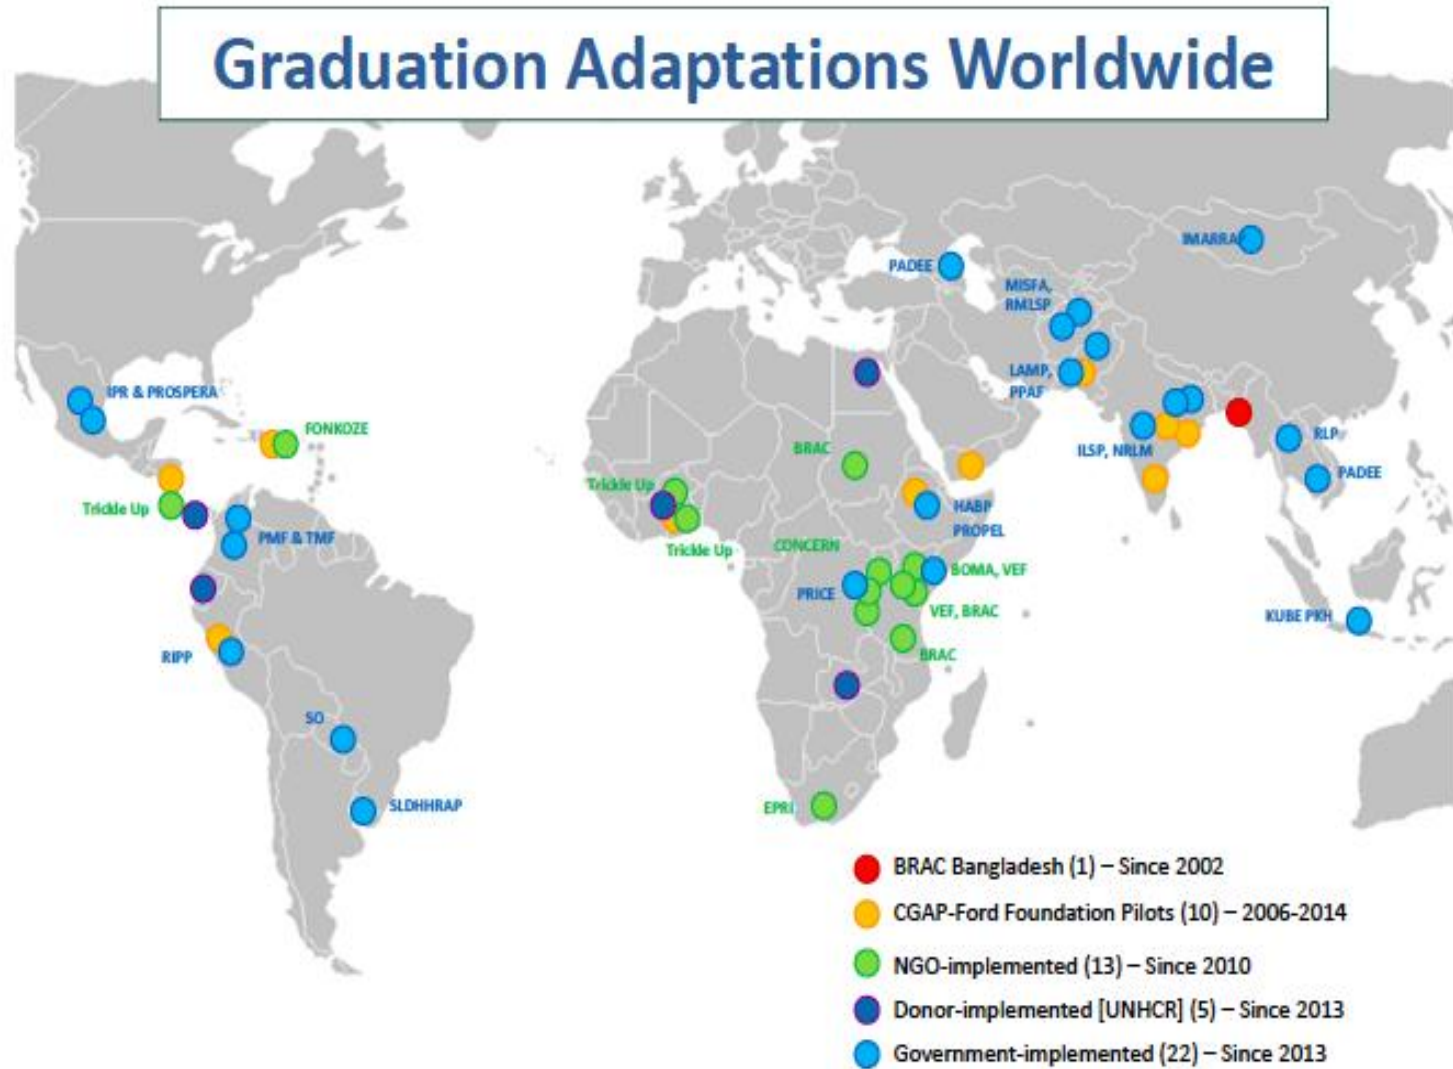 Graduation Adaptations Worldwide
IMARRA
PADEE
MISFA,
RMLSP
LAMP,
PPAF
IPR & PROSPERA
FONKOZE
BRAC
RLP
ILSP, NRLM
PADEE
Trickle Up
Trickle Up
HABP
PROPEL
PMF & TMF
Trickle Up
CONCERN
BOMA, VEF
PRICE
VEF, BRAC
KUBE PKH
RIPP
BRAC
SO
SLDHHRAP
EPRI
BRAC Bangladesh (1) – Since 2002
CGAP-Ford Foundation Pilots (10) – 2006-2014
NGO-implemented (13) – Since 2010
Donor-implemented [UNHCR] (5) – Since 2013
Government-implemented (22) – Since 2013